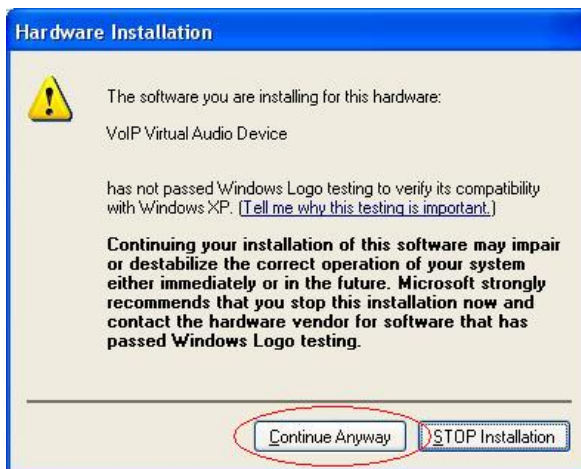 Hardware Installation
The software you are installing for this hardware:
VoIP Virtual Audio Device
has not passed Windows Logo testing to verify its compatibility
with Windows XP. (Tell me why this testing is important.)
Continuing your installation of this software may impair
or destabilize the correct operation of your system
either immediately or in the future. Microsoft strongly
recommends that you stop this installation now and
contact the hardware vendor for software that has
passed Windows Logo testing.
Continue Anyway
STOP Installation